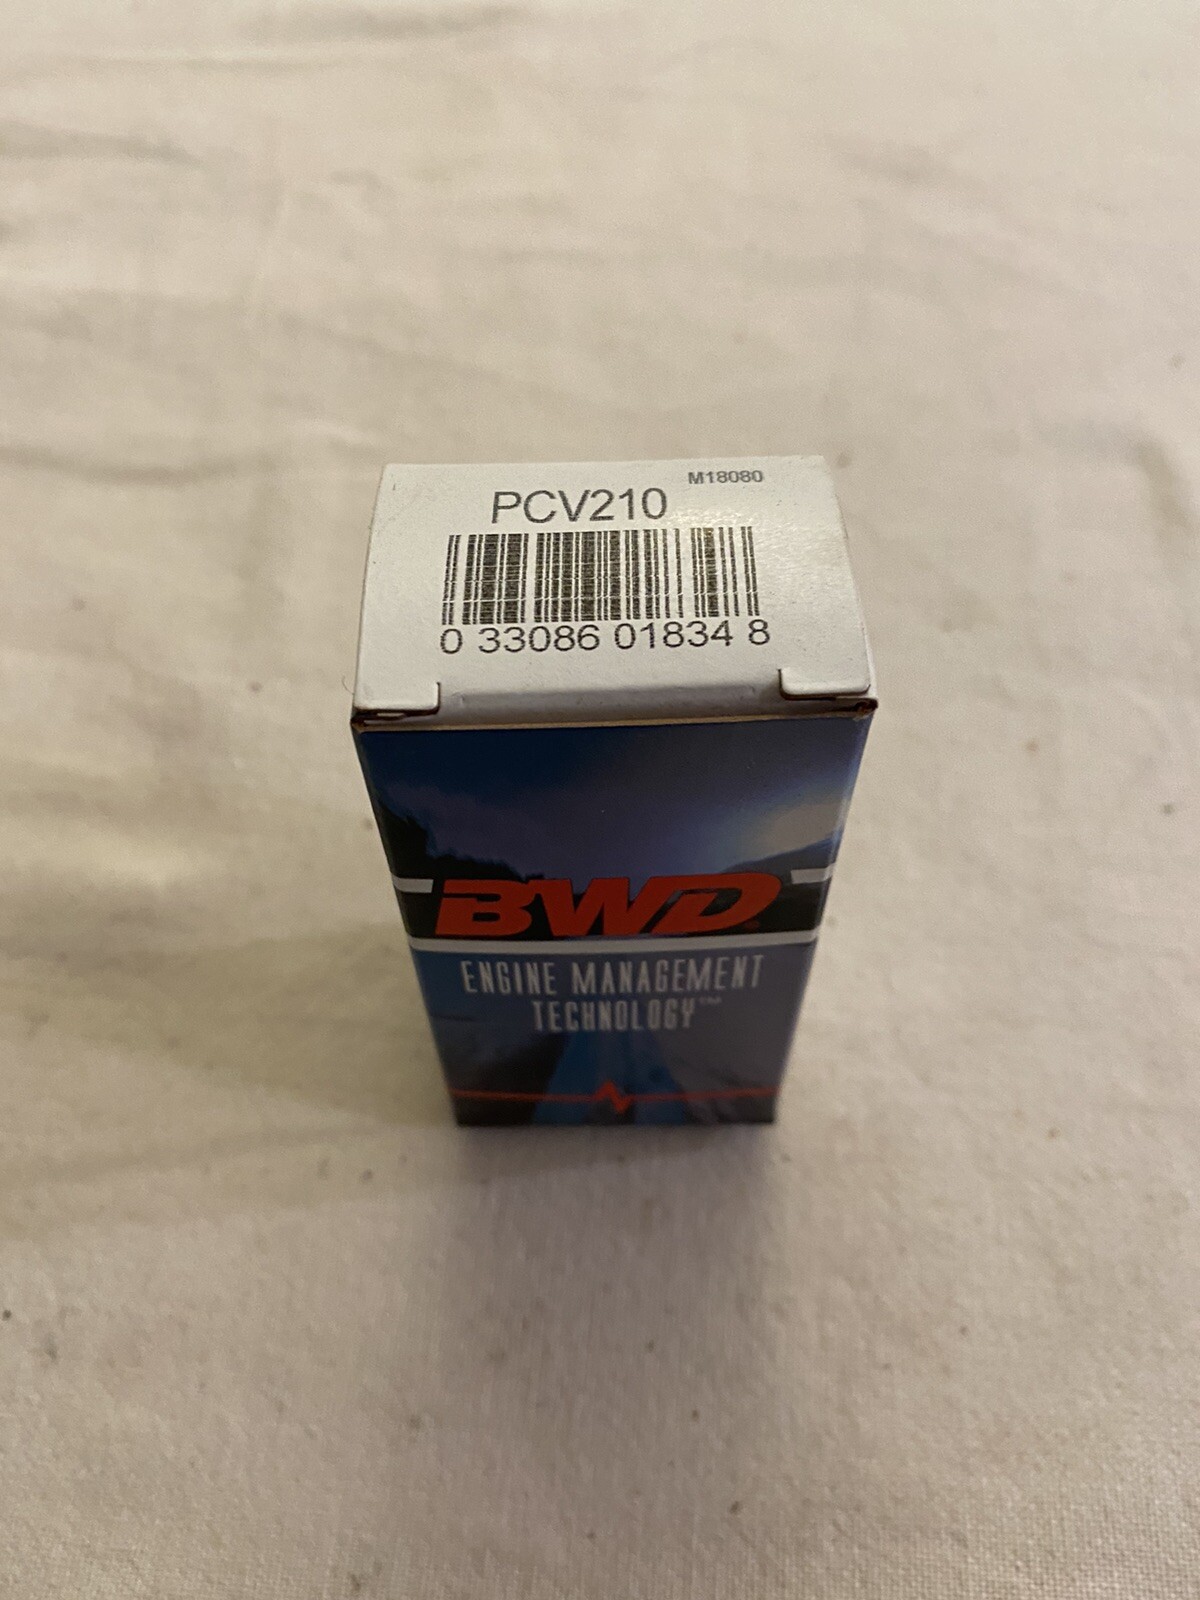 M18080
PCV210
0 33086 01834 8
BWD
ENGINE MANAGEMENT
TECHNOLOGY™